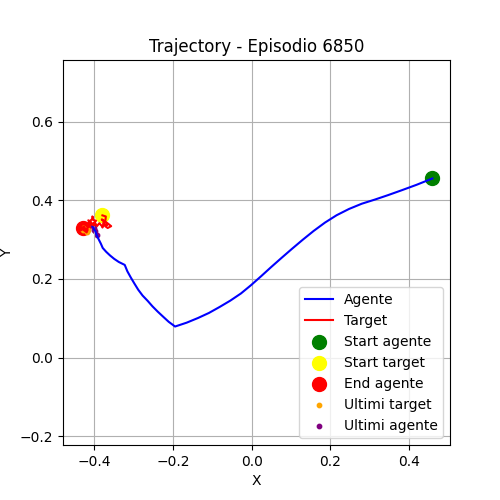 Trajectory - Episodio 6850
Y
0.6
0.4
0.2
0.0
−0.2
−0.4
−0.2
0.0
0.2
0.4
X
Agente
Target
Start agente
Start target
End agente
Ultimi target
Ultimi agente